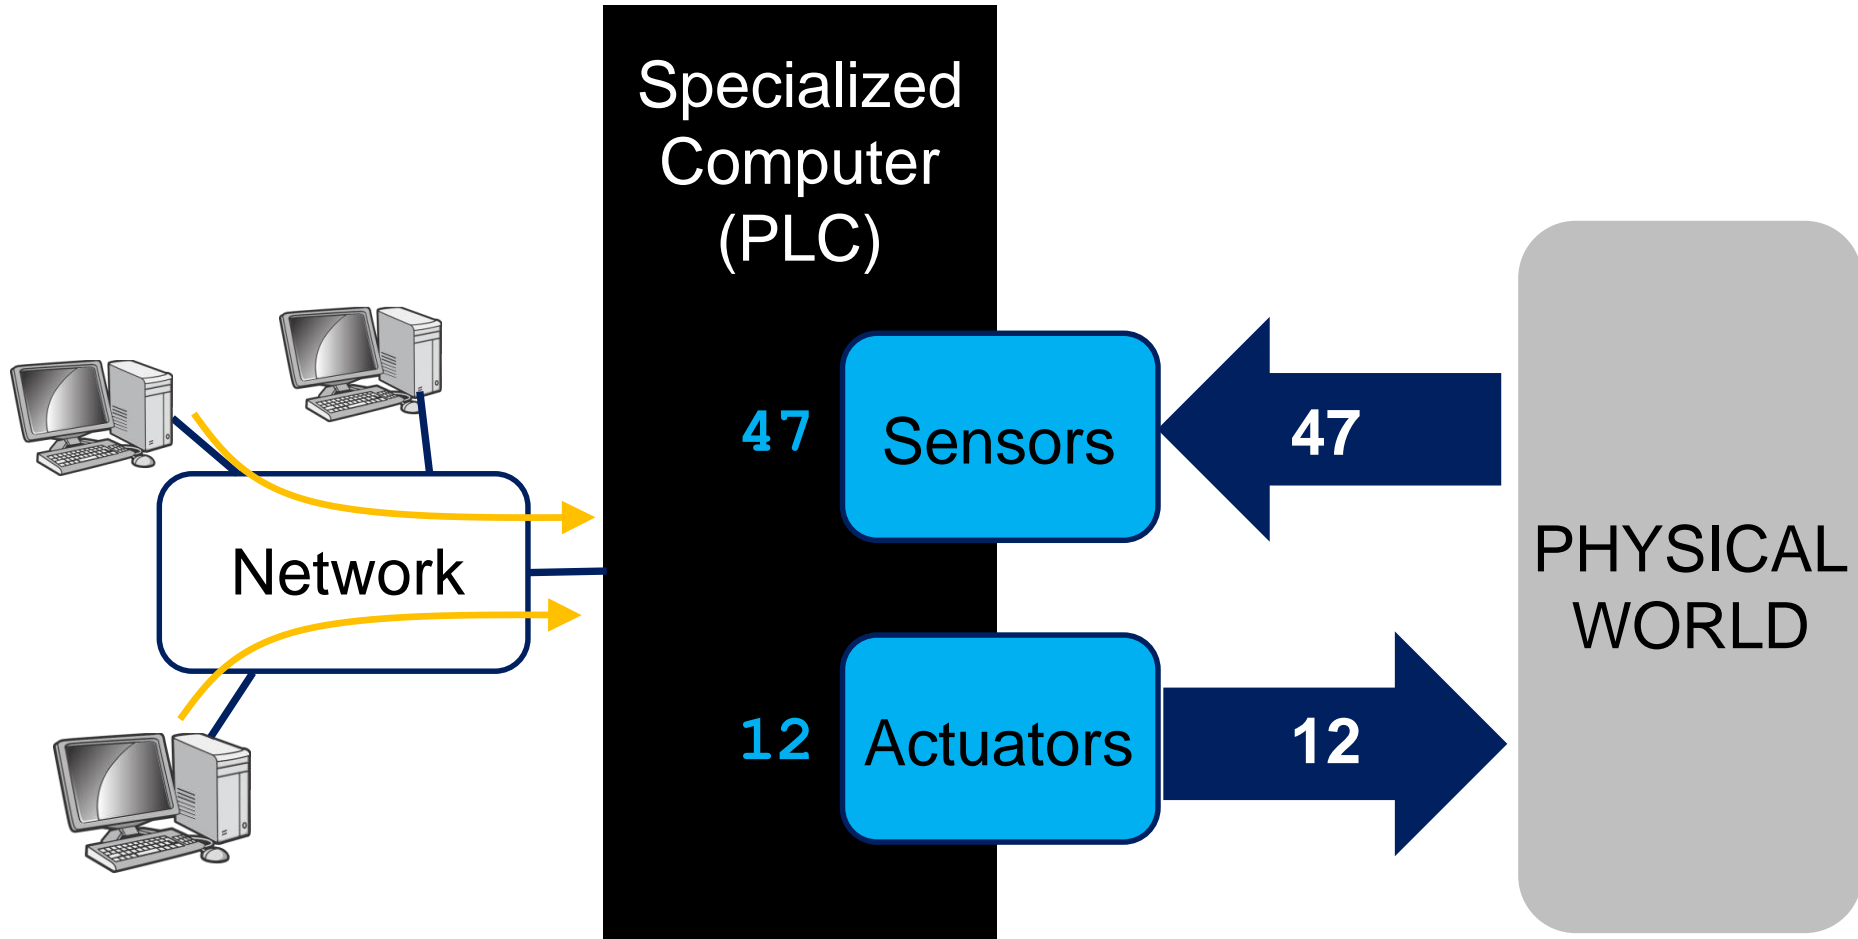 Specialized
Computer
(PLC)
47
Sensors
47
Network
PHYSICAL
WORLD
12
Actuators
12